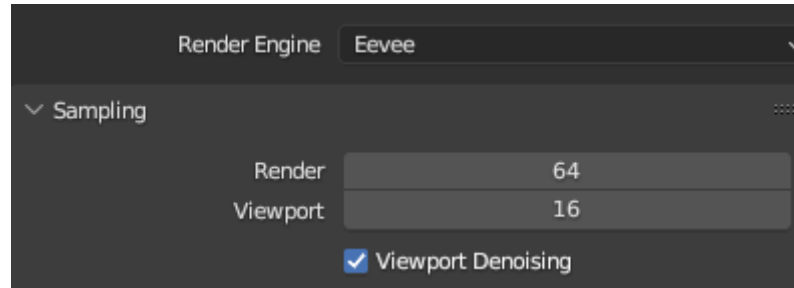 Render Engine Eevee
Sampling
Render 64
Viewport 16
Viewport Denoising